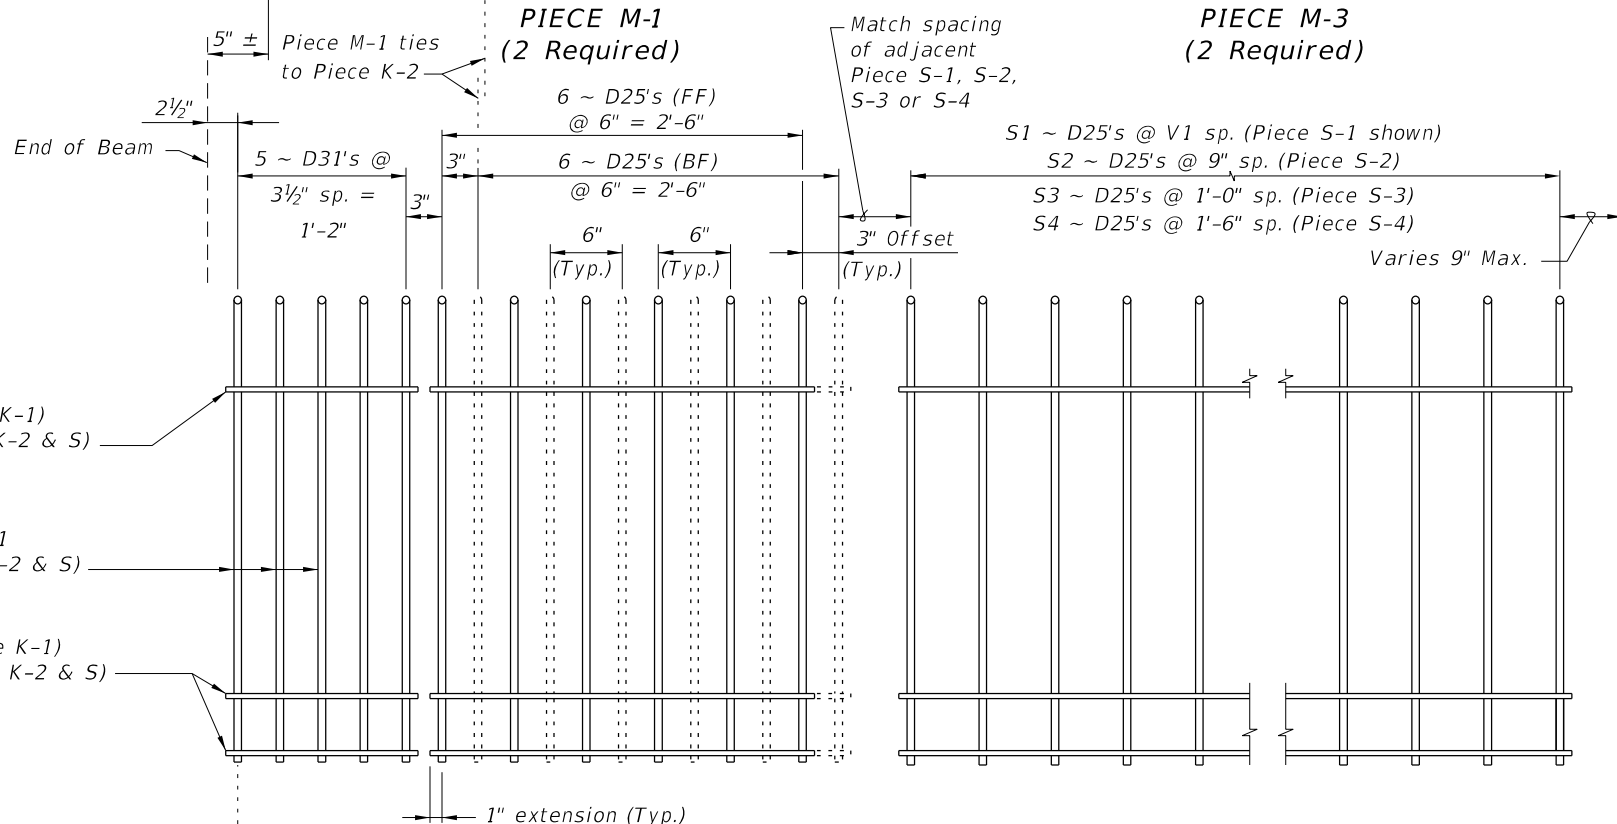 PIECE M-1
(2 Required)
PIECE M-3
(2 Required)
5" ±
Piece M-1 ties
to Piece K-2
Match spacing
of adjacent
Piece S-1, S-2,
S-3 or S-4
2½"
End of Beam
6 ~ D25's (FF)
@ 6" = 2'-6"
5 ~ D31's @
3½" sp. =
1'-2"
3"
3"
6 ~ D25's (BF)
@ 6" = 2'-6"
S1 ~ D25's @ V1 sp. (Piece S-1 shown)
S2 ~ D25's @ 9" sp. (Piece S-2)
S3 ~ D25's @ 1'-0" sp. (Piece S-3)
S4 ~ D25's @ 1'-6" sp. (Piece S-4)
6"
(Typ.)
6"
(Typ.)
3" Offset
(Typ.)
Varies 9" Max.
K-1)
K-2 & S)
1
-2 & S)
e K-1)
K-2 & S)
1" extension (Typ.)